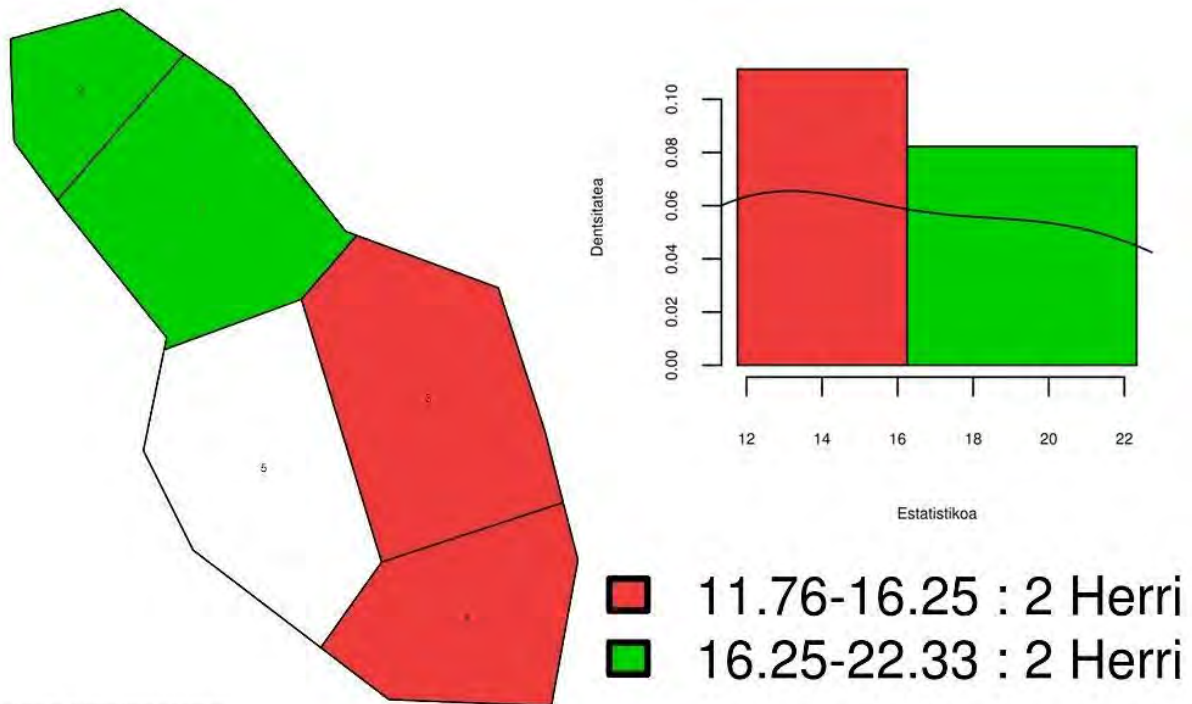 5
Dentsitatea
0.00 0.02 0.04 0.06 0.08 0.10
12 14 16 18 20 22
Estatistikoa
11.76-16.25 : 2 Herri
16.25-22.33 : 2 Herri